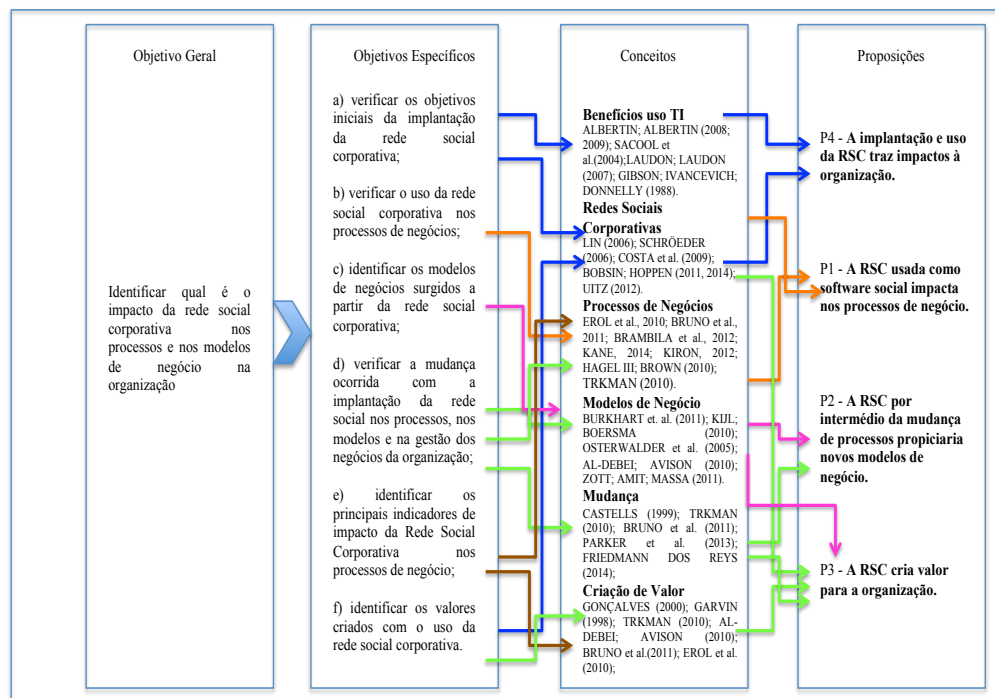 Objetivo Geral
Identificar qual é o
impacto da rede social
corporativa nos
processos e nos modelos
de negócio na
organização
Objetivos Específicos
a) verificar os objetivos
iniciais da implantação
da rede social
corporativa;
b) verificar o uso da rede
social corporativa nos
processos de negócios;
c) identificar os modelos
de negócios surgidos a
partir da rede social
corporativa;
d) verificar a mudança
ocorrida com a
implantação da rede
social nos processo, nos
modelos e na gestão dos
negócios da organização;
e) identificar os
principais indicadores de
impacto da Rede Social
Corporativa nos
processos de negócio;
f) identificar os valores
criados com o uso da
rede social corporativa.
Conceitos
Benefícios uso TI
ALBERTIN; ALBERTIN (2008;
2009); SACOOL et
al.(2004);LAUDON; LAUDON
(2007); GIBSON; IVANCEVICH;
DONNELLY (1988).
Redes Sociais
Corporativas
LIN (2006); SCHRÖEDER
(2006); COSTA et al. (2009);
BOBSIN; HOPPEN (2011, 2014);
UITZ (2012).
Processos de Negócios
EROL et al., 2010; BRUNO et al.,
2011; BRAMBILA et al., 2012;
KANE, 2014; KIRON, 2012;
HAGEL III; BROWN (2010);
TRKMAN (2010).
Modelos de Negócio
BURKHART et. al. (2011); KIJL;
BOERSMA (2010);
OSTERWALDER et al. (2005);
AL-DEBEI; AVISON (2010);
ZOTT; AMIT; MASSA (2011).
Mudança
CASTELLS (1999); TRKMAN
(2010); BRUNO et al. (2011);
PARKER et al. (2013);
FRIEDMANN DOS REYS
(2014);
Criação de Valor
GONÇALVES (2000); GARVIN
(1998); TRKMAN (2010); AL-
DEBEI; AVISON (2010);
BRUNO et al.(2011); EROL et al.
(2010);
Proposições
P4 - A implantação e uso
da RSC traz impactos à
organização.
P1 - A RSC usada como
software social impacta
nos processos de negócio.
P2 - A RSC por
intermédio da mudança
de processos propiciaria
novos modelos de
negócio.
P3 - A RSC cria valor
para a organização.